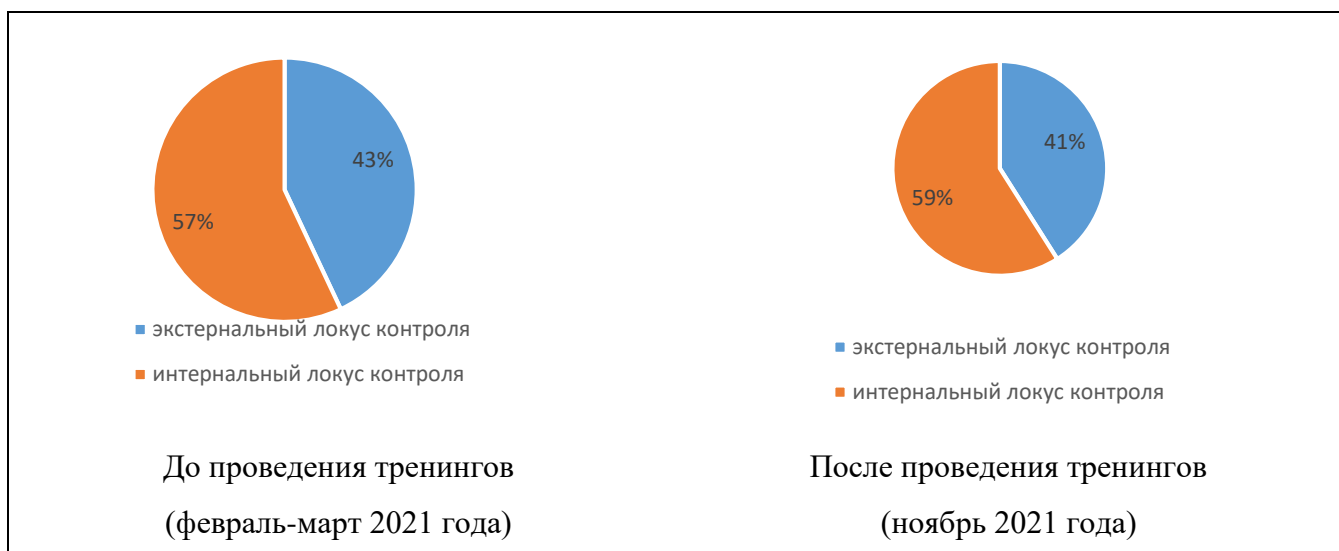 43%
57%
экстернальный локус контроля
интернальный локус контроля
До проведения тренингов
(февраль-март 2021 года)
41%
59%
экстернальный локус контроля
интернальный локус контроля
После проведения тренингов
(ноябрь 2021 года)